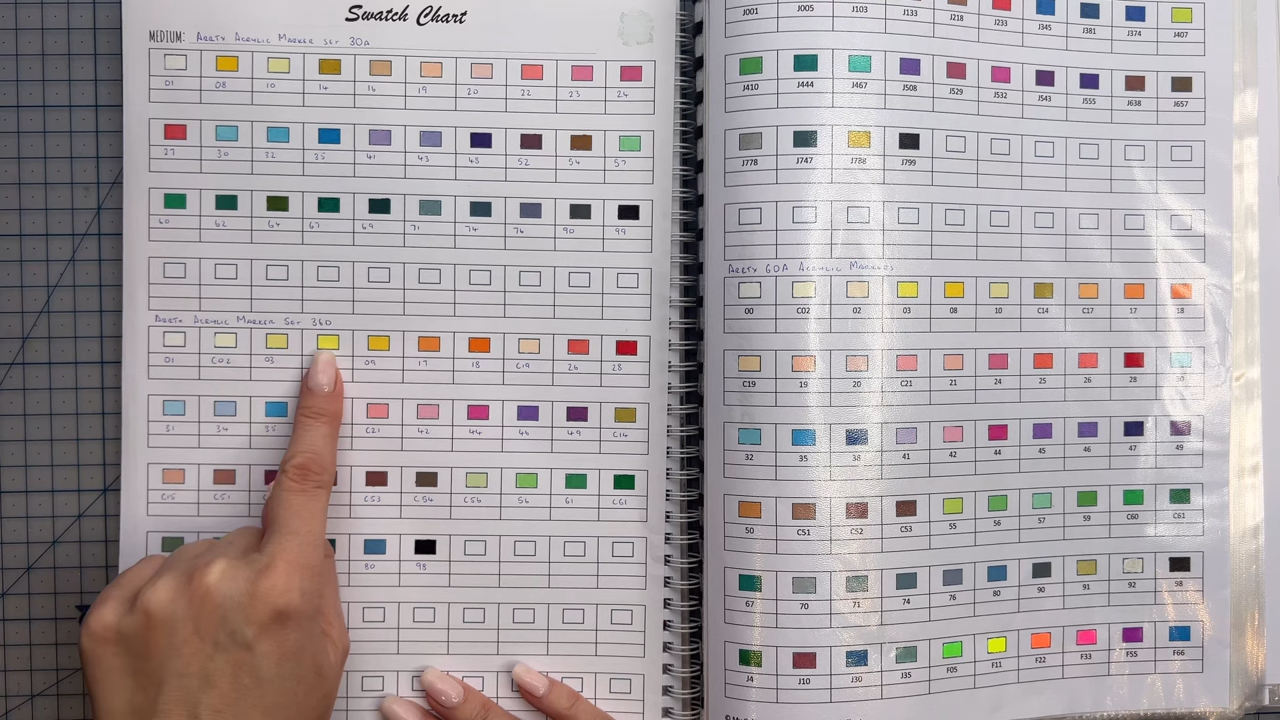 Swatch Chart
MEDIUM: ARRTX ACRYLIC MARKER SET 30A
01 08 10 14 16 19 20 22 23 24
27 30 32 35 41 43 48 52 54 57
60 62 64 67 69 71 74 76 90 99
ARRTX ACRYLIC MARKER SET 36D
01 C02 03 09 17 18 C19 26 28
31 34 35 C21 42 44 46 49 C14
C15 C51 C53 C54 C56 56 61 C61
80 98
J001 J005 J103 J133 J218 J233 J345 J381 J374 J407
J410 J444 J467 J508 J529 J532 J543 J555 J638 J657
J778 J747 J788 J799
ARRTX 60A ACRYLIC MARKERS
00 C02 02 03 08 10 C14 C17 17 18
C19 19 20 C21 21 24 25 26 28 30
32 35 38 41 42 44 45 46 47 49
50 C51 C52 C53 55 56 57 59 C60 C61
67 70 71 74 76 80 90 91 92 98
J4 J10 J30 J35 F05 F11 F22 F33 F55 F66